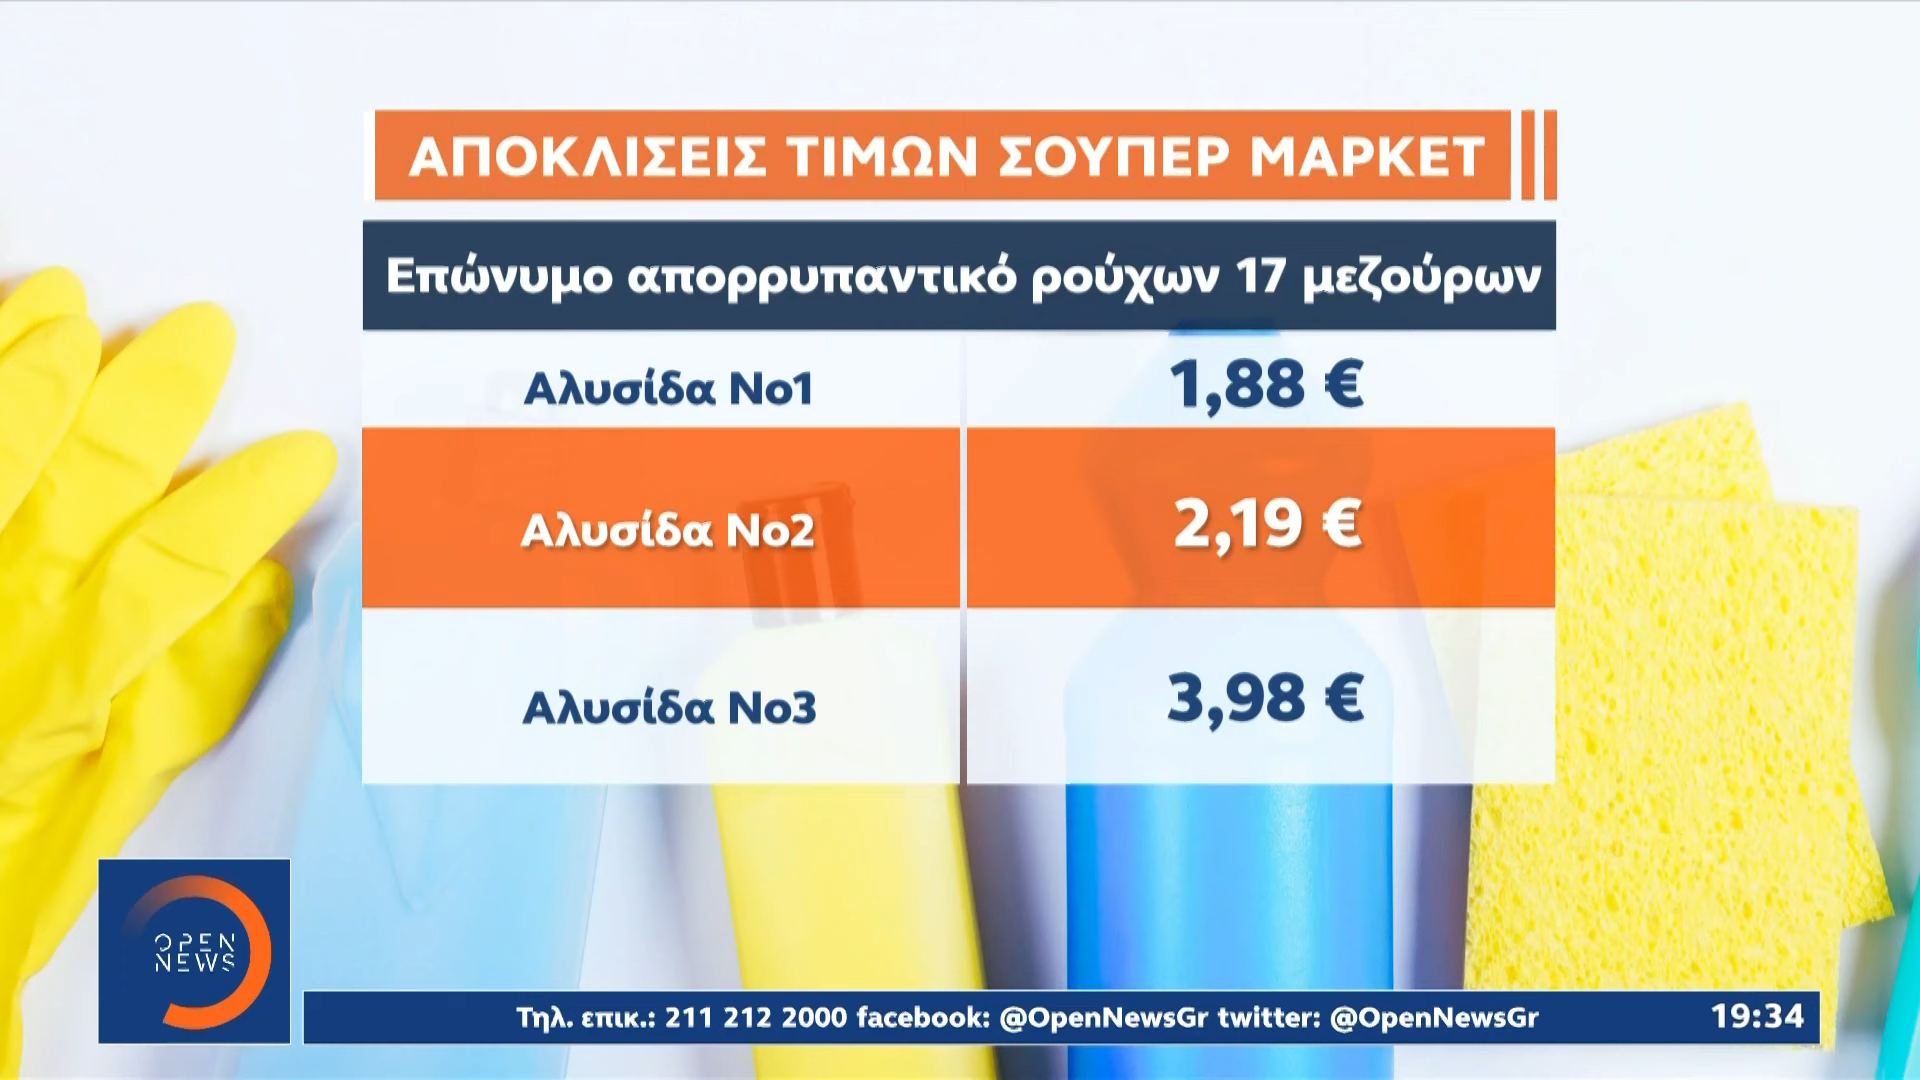 ΑΠΟΚΛΙΣΕΙΣ ΤΙΜΩΝ ΣΟΥΠΕΡ ΜΑΡΚΕΤ
Επώνυμο απορρυπαντικό ρούχων 17 μεζούρων
Αλυσίδα Νο1 1,88 €
Αλυσίδα Νο2 2,19 €
Αλυσίδα Νο3 3,98 €
OPEN
NEWS
Τηλ. επικ.: 211 212 2000 facebook: @OpenNewsGr twitter: @OpenNewsGr 19:34